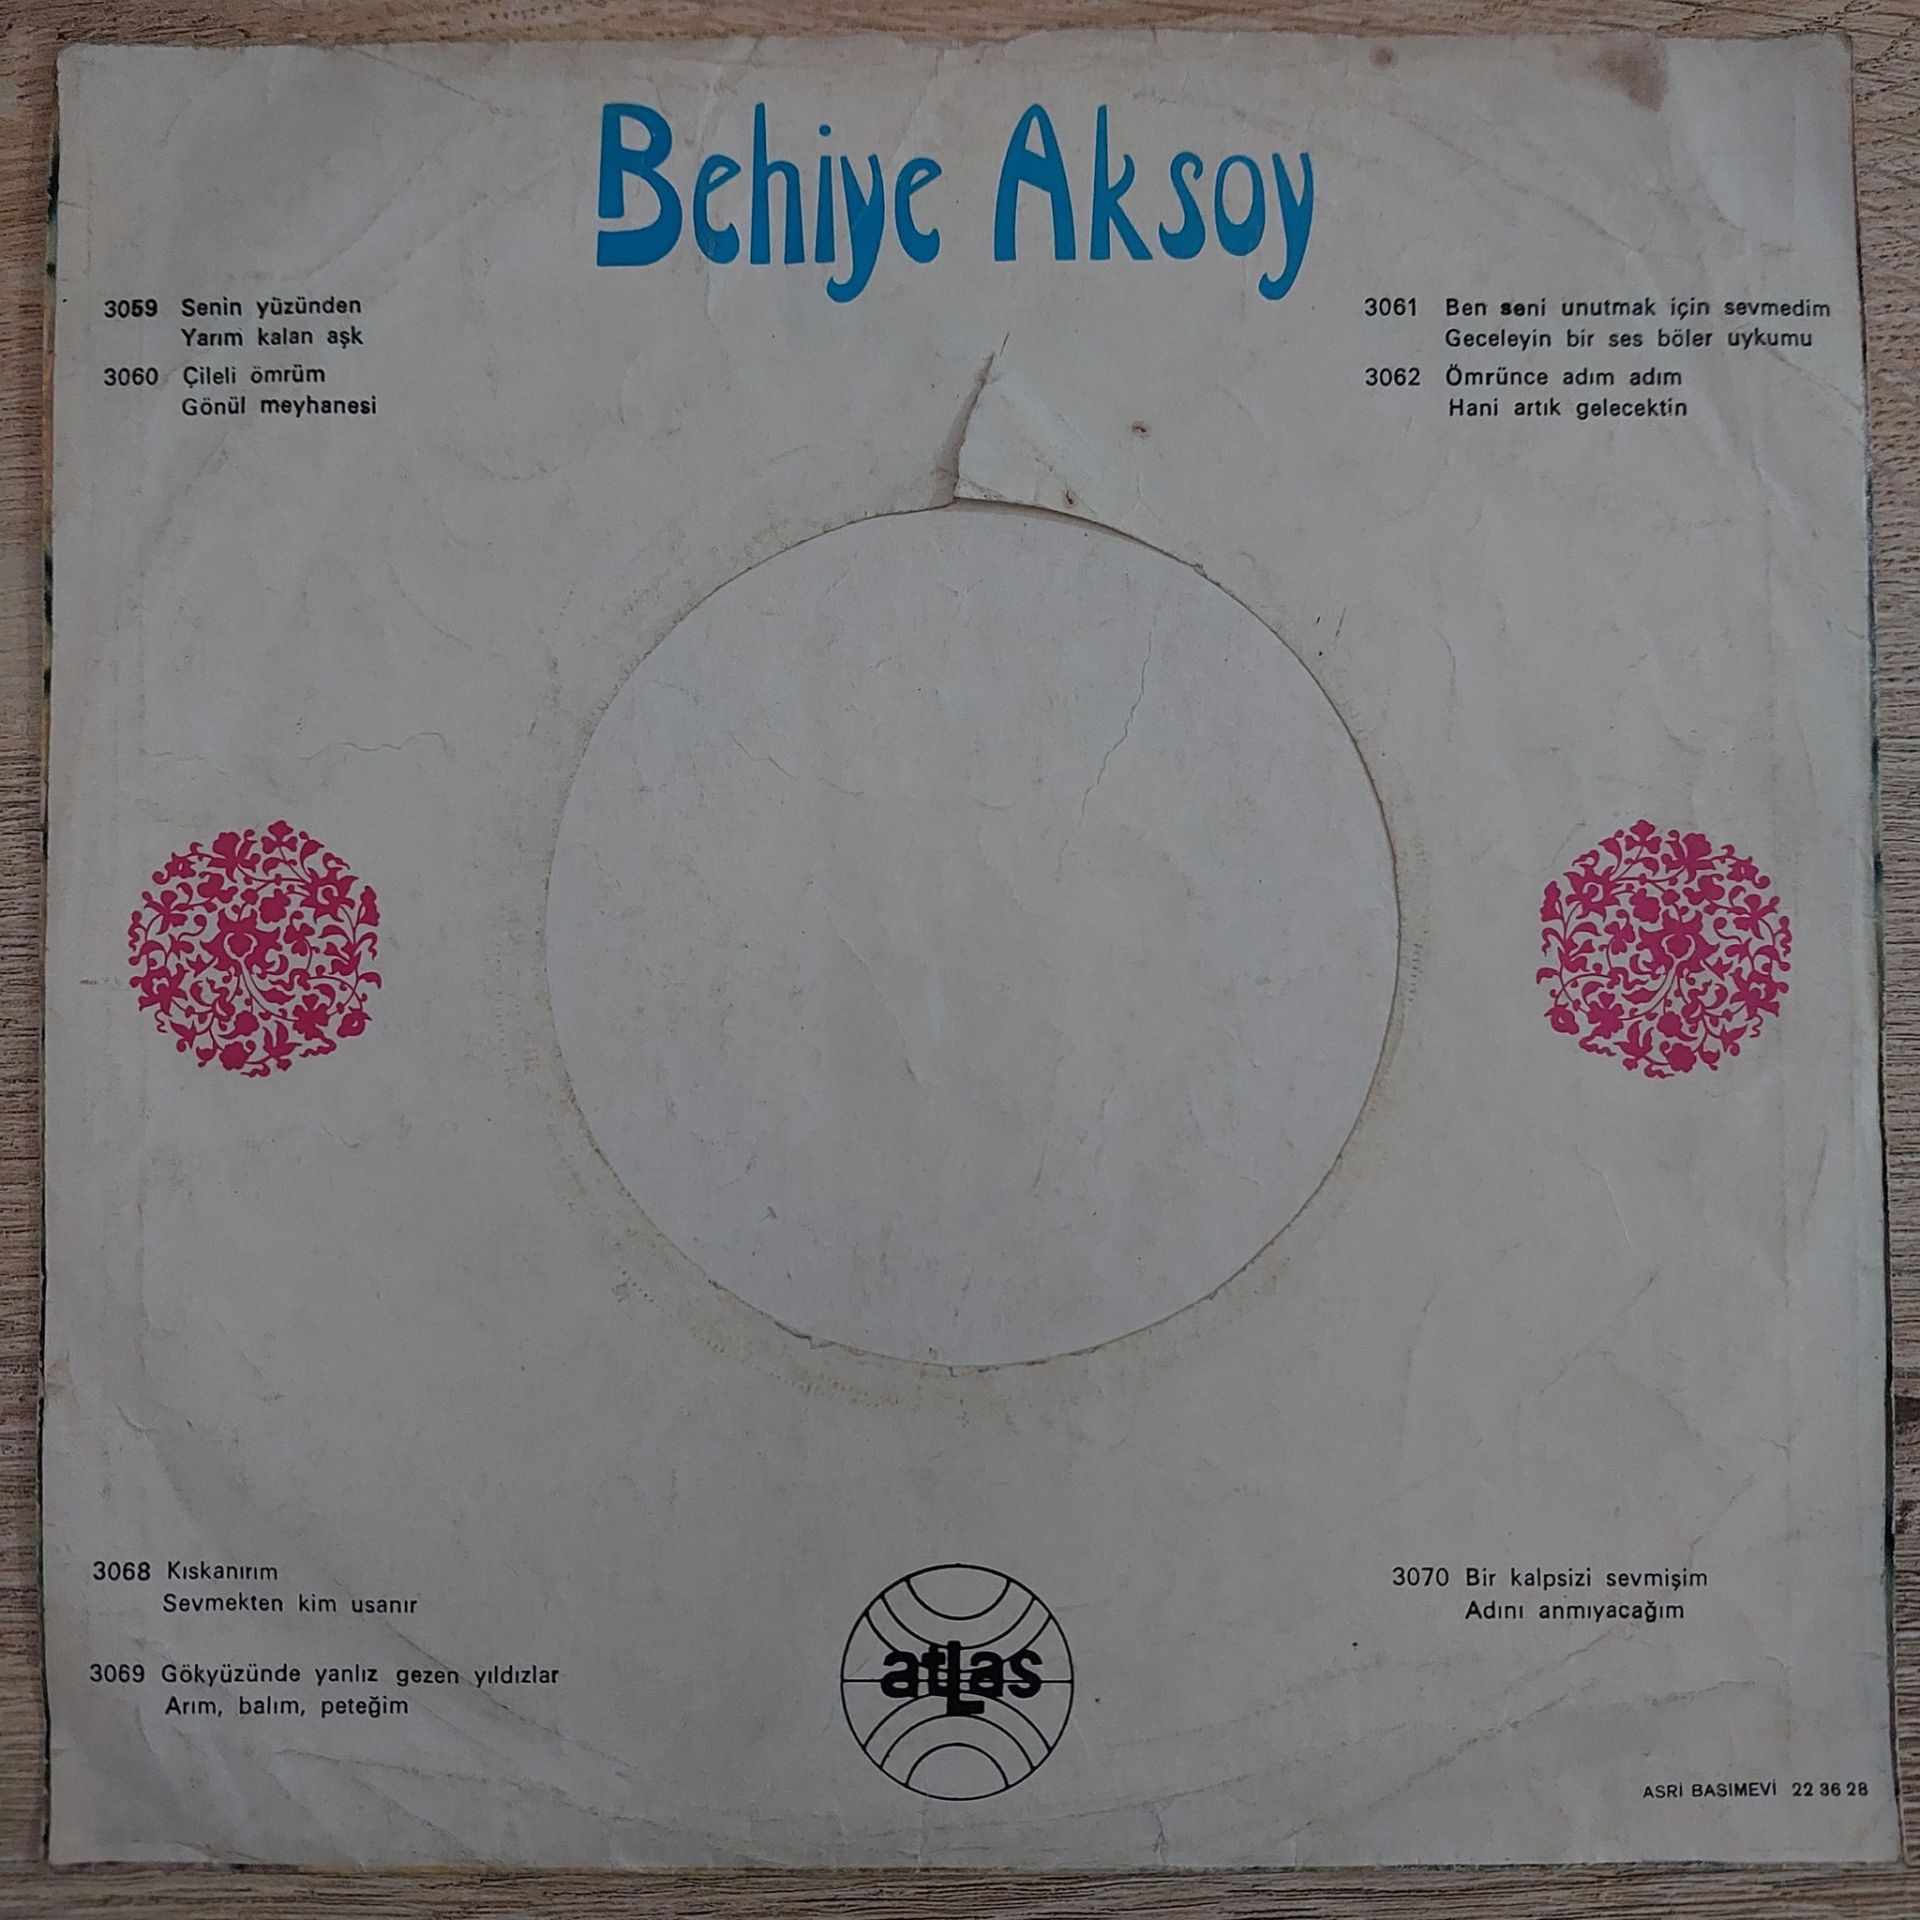 Behiye Aksoy
3059 Senin yüzünden
Yarım kalan aşk
3060 Çileli ömrüm
Gönül meyhanesi
3061 Ben seni unutmak için sevmedim
Geceleyin bir ses böler uykumu
3062 Ömrünce adım adım
Hani artık gelecektin
3068 Kıskanırım
Sevmekten kim usanır
3069 Gökyüzünde yanlız gezen yıldızlar
Arım, balım, peteğim
3070 Bir kalpsizi sevmişim
Adını anmıyacağım
atLas
ASRİ BASIMEVİ 22 36 28